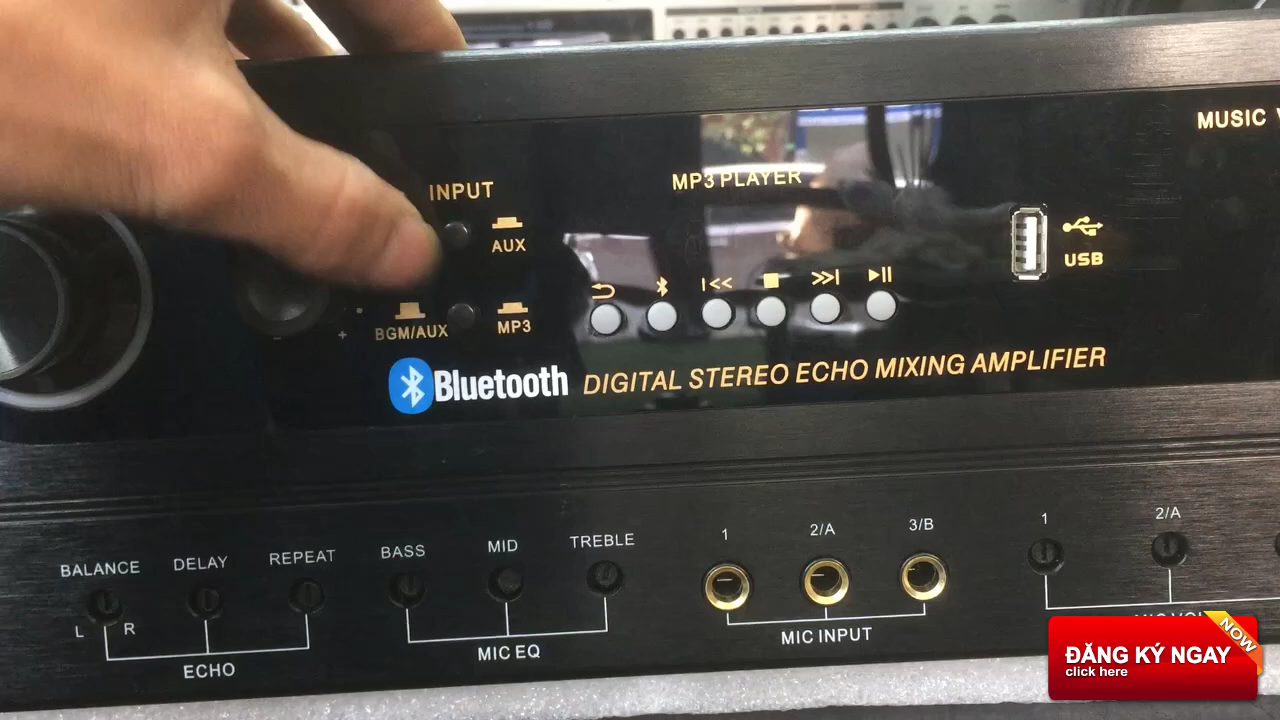 MUSIC
INPUT
MP3 PLAYER
AUX
USB
BGM/AUX
MP3
Bluetooth
DIGITAL STEREO ECHO MIXING AMPLIFIER
BALANCE
DELAY
REPEAT
BASS
MID
TREBLE
1
2/A
3/B
1
2/A
L
R
ECHO
MIC EQ
MIC INPUT
NOW
ĐĂNG KÝ NGAY
click here